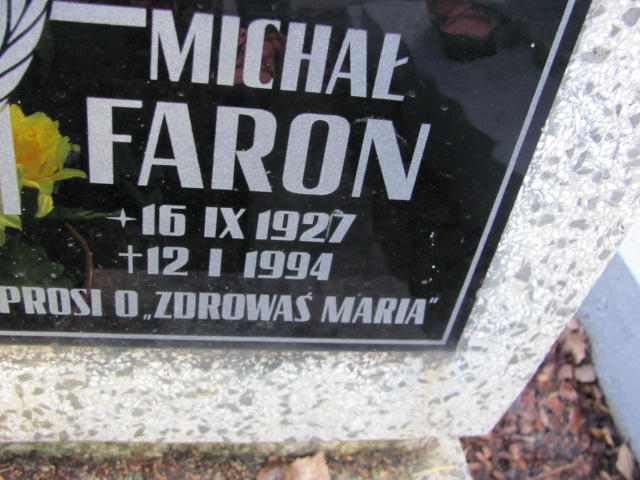 MICHAŁ
FARON
16 IX 1927
†12 I 1994
PROSI O „ZDROWAŚ MARIA"